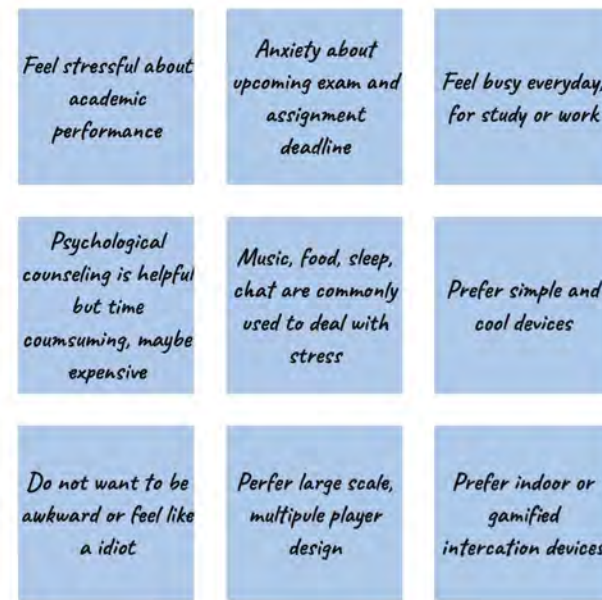 Feel stressful about
academic
performance
Anxiety about
upcoming exam and
assignment
deadline
Feel busy everyday,
for study or work
Psychological
counseling is helpful
but time
coumsuming, maybe
expensive
Music, food, sleep,
chat are commonly
used to deal with
stress
Prefer simple and
cool devices
Do not want to be
awkward or feel like
a idiot
Perfer large scale,
multipule player
design
Prefer indoor or
gamified
intercation devices